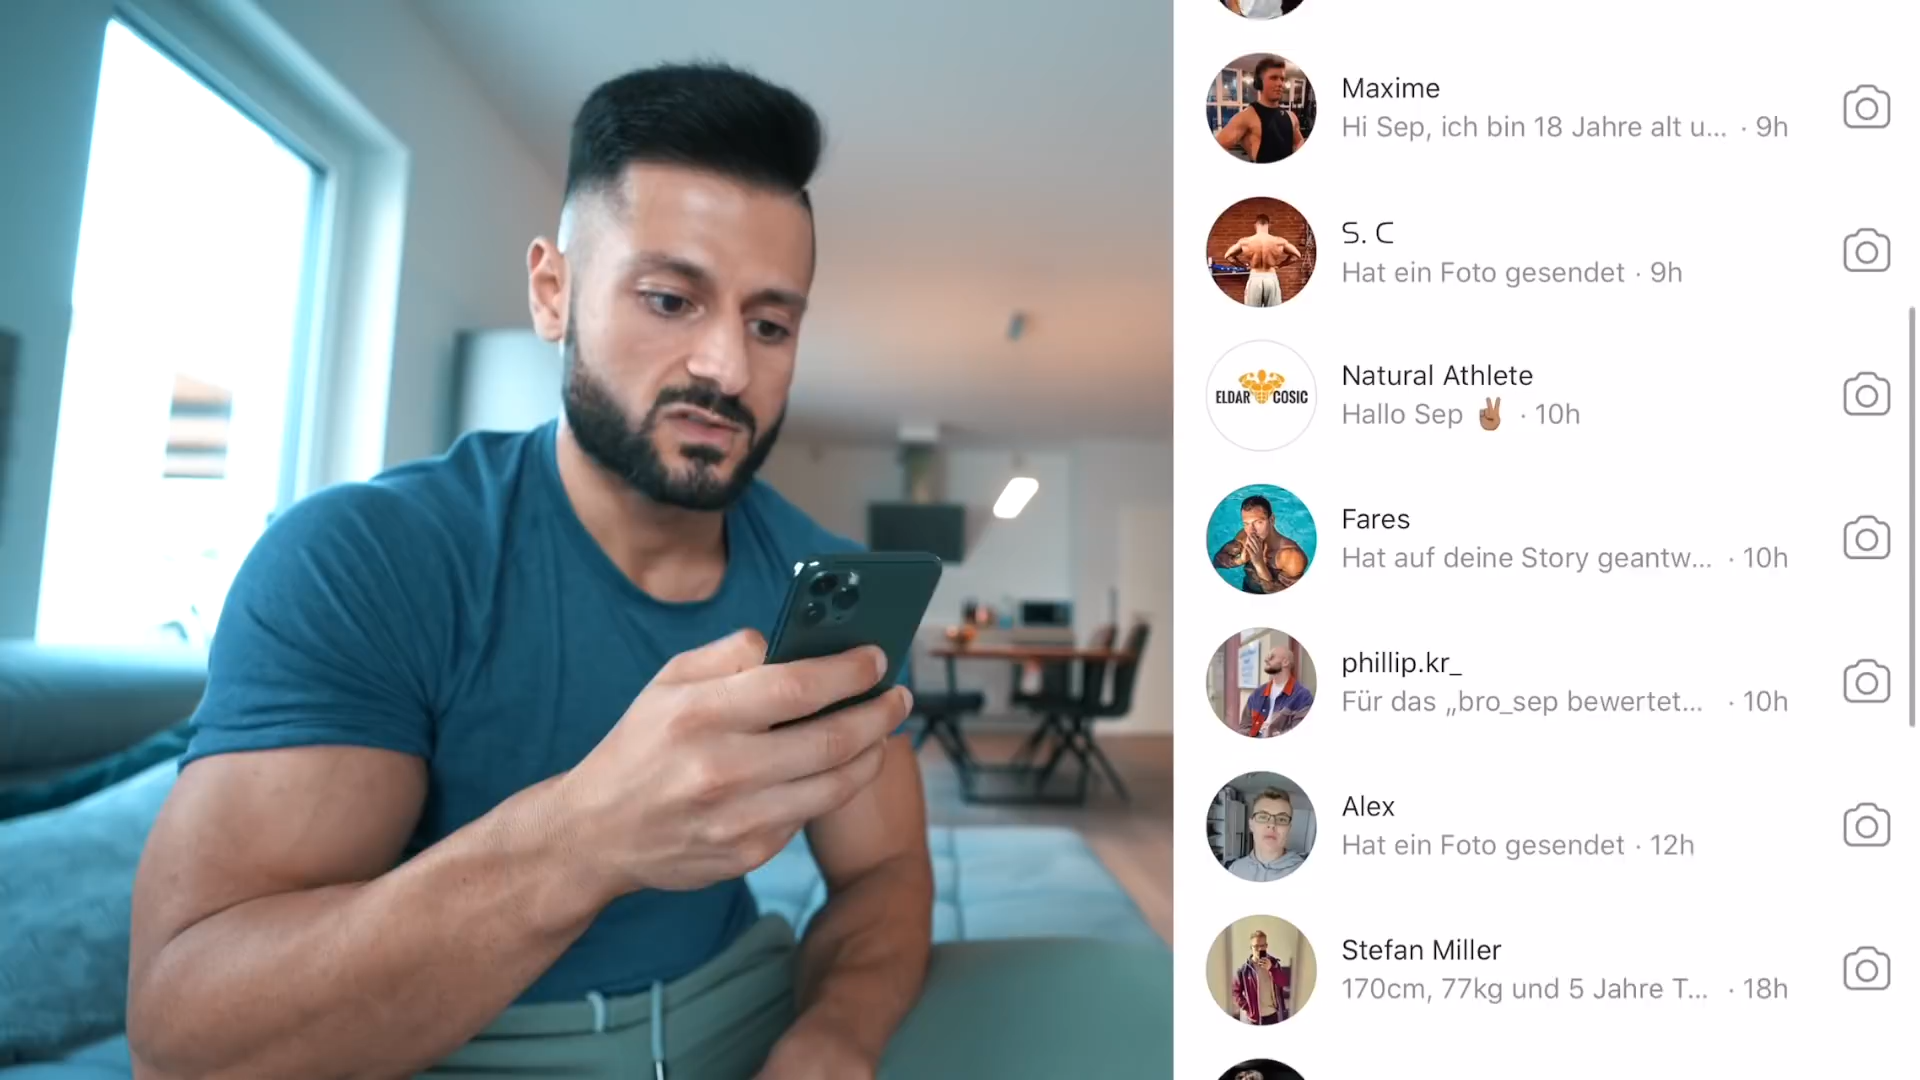 Maxime
Hi Sep, ich bin 18 Jahre alt u... · 9h
S. C
Hat ein Foto gesendet · 9h
ELDAR COSIC
Natural Athlete
Hallo Sep ✌🏽 · 10h
Fares
Hat auf deine Story geantw... · 10h
phillip.kr_
Für das „bro_sep bewertet... · 10h
Alex
Hat ein Foto gesendet · 12h
Stefan Miller
170cm, 77kg und 5 Jahre T... · 18h